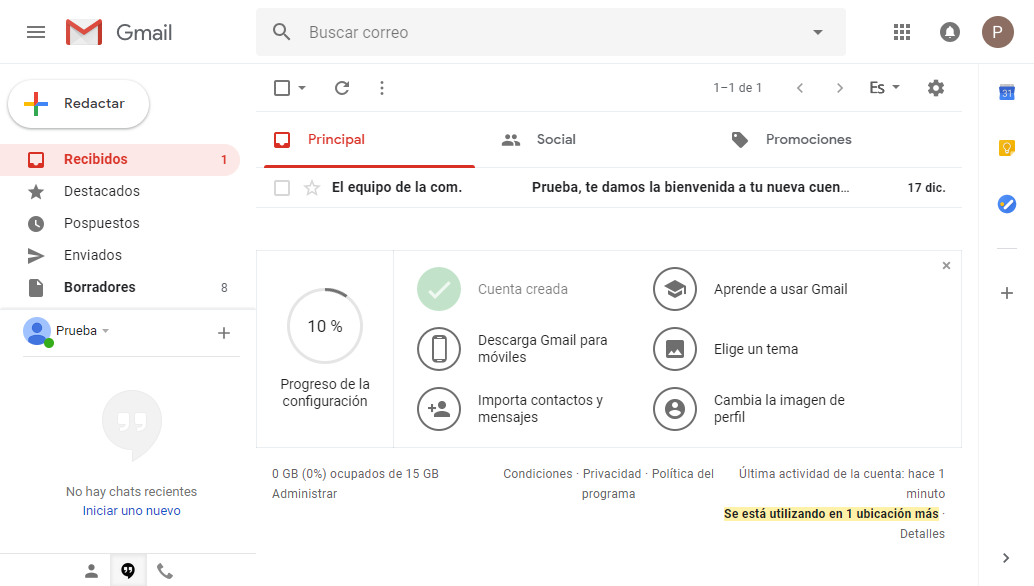 Gmail
Buscar correo
P
Redactar
1–1 de 1
Es
31
Principal
Social
Promociones
Recibidos 1
Destacados
Pospuestos
Enviados
Borradores 8
El equipo de la com. Prueba, te damos la bienvenida a tu nueva cuen... 17 dic.
Prueba
No hay chats recientes
Iniciar uno nuevo
10 %
Progreso de la
configuración
Cuenta creada
Aprende a usar Gmail
Descarga Gmail para
móviles
Elige un tema
Importa contactos y
mensajes
Cambia la imagen de
perfil
0 GB (0%) ocupados de 15 GB
Administrar
Condiciones · Privacidad · Política del
programa
Última actividad de la cuenta: hace 1
minuto
Se está utilizando en 1 ubicación más ·
Detalles